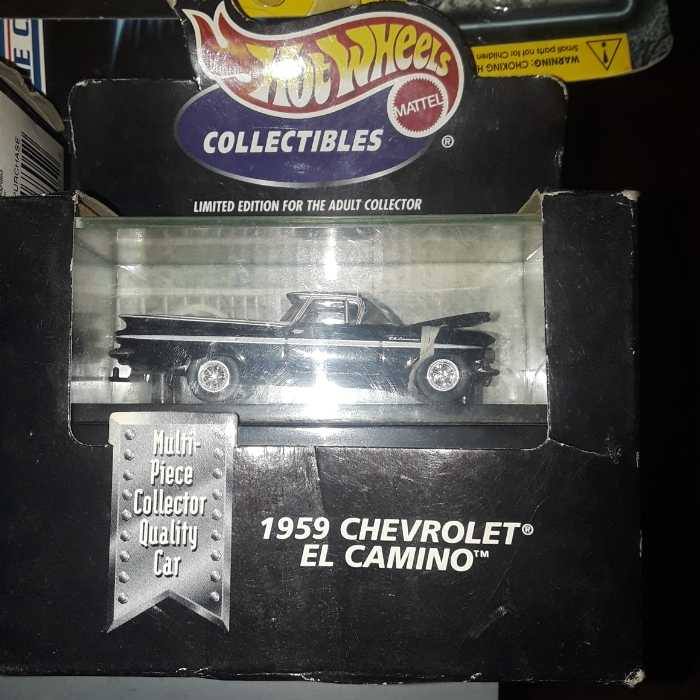 HOT WHEELS
MATTEL
COLLECTIBLES ®
LIMITED EDITION FOR THE ADULT COLLECTOR
WARNING: CHOKING H
Small parts not for Children
PURCHASE
E C
Multi-
Piece
Collector
Quality
Car
1959 CHEVROLET®
EL CAMINO™